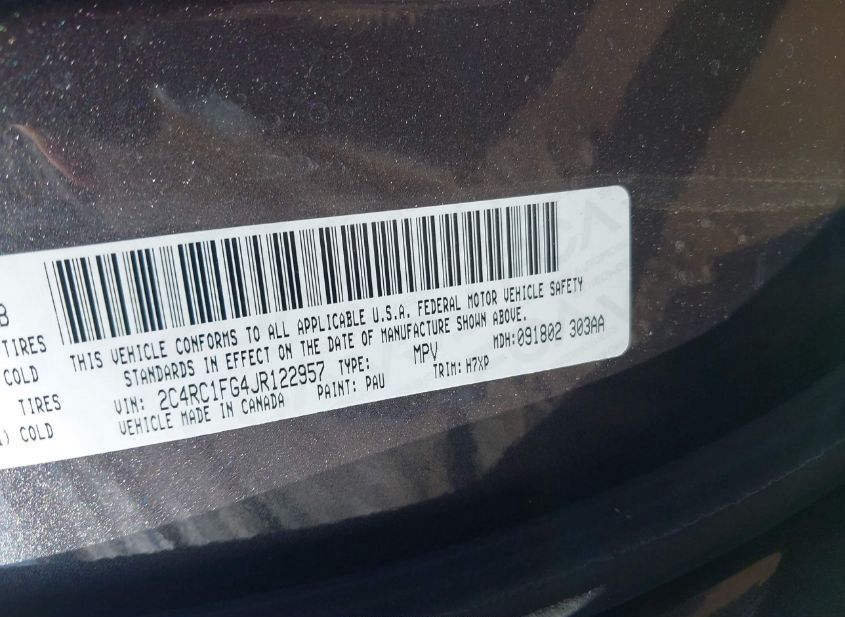 B
TIRES
COLD
TIRES
) COLD
THIS VEHICLE CONFORMS TO ALL APPLICABLE U.S.A. FEDERAL MOTOR VEHICLE SAFETY
STANDARDS IN EFFECT ON THE DATE OF MANUFACTURE SHOWN ABOVE.
VIN: 2C4RC1FG4JR122957 TYPE: MPV MDH:091802 303AA
VEHICLE MADE IN CANADA PAINT: PAU TRIM: H7XP